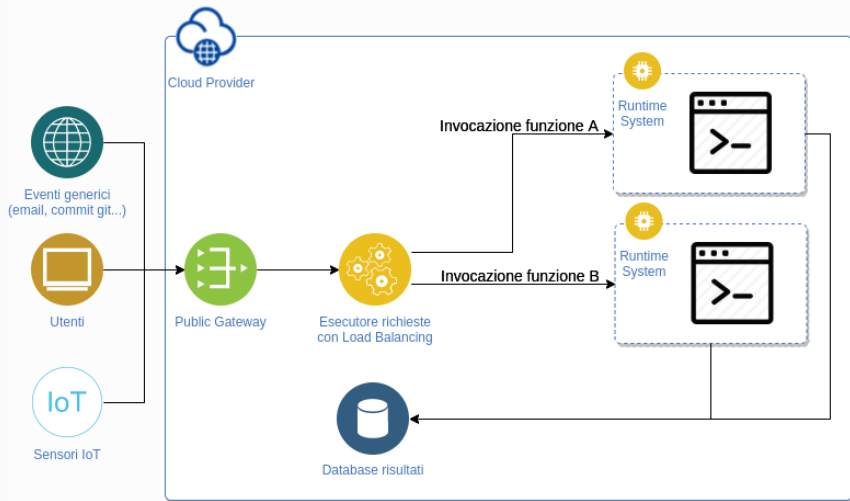 Cloud Provider
Runtime
System
Invocazione funzione A
Eventi generici
(email, commit git...)
Runtime
System
Invocazione funzione B
Utenti
Public Gateway
Esecutore richieste
con Load Balancing
IoT
Sensori IoT
Database risultati